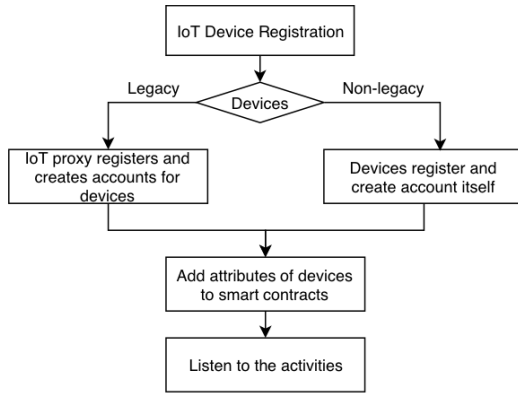 IoT Device Registration
Legacy
Devices
Non-legacy
IoT proxy registers and
creates accounts for
devices
Devices register and
create account itself
Add attributes of devices
to smart contracts
Listen to the activities